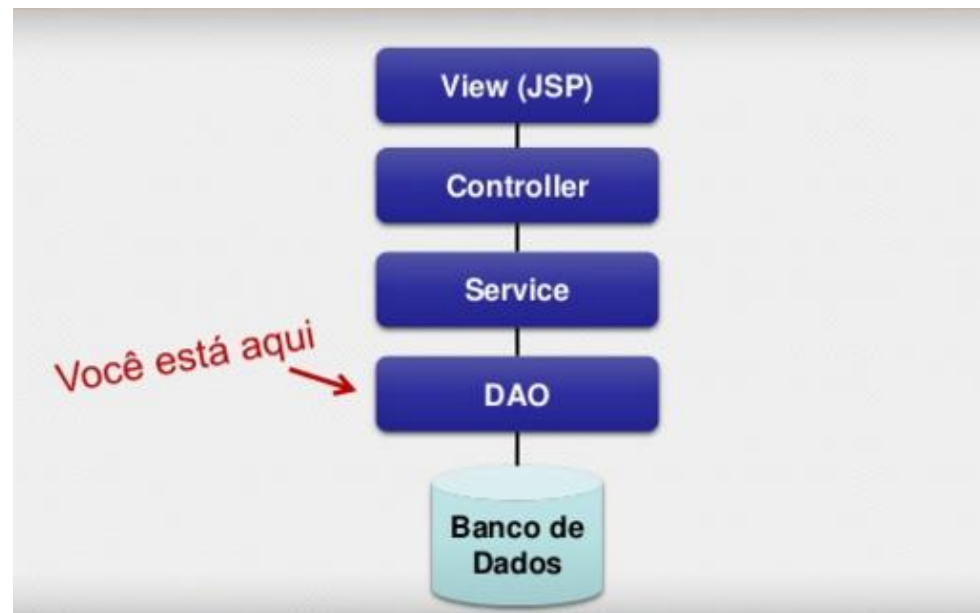 View (JSP)
Controller
Service
Você está aqui
DAO
Banco de
Dados